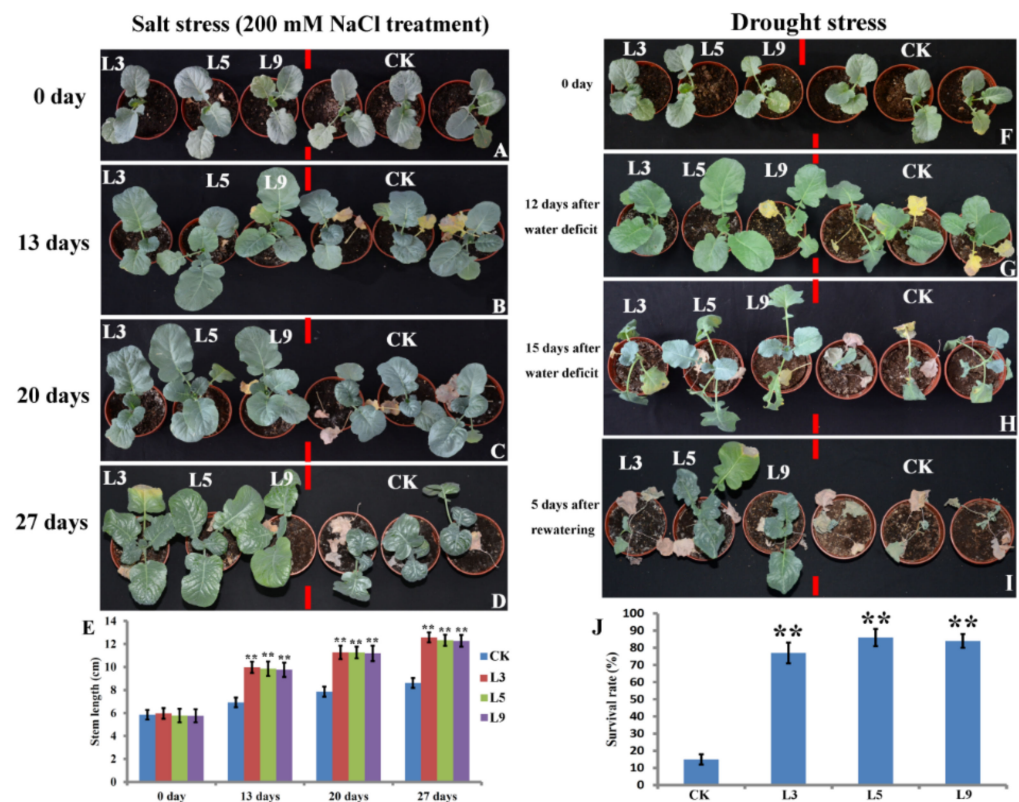 Salt stress (200 mM NaCl treatment)
0 day
L3 L5 L9 CK
A
13 days
L3 L5 L9 CK
B
20 days
L3 L5 L9 CK
C
27 days
L3 L5 L9 CK
D
E
Stem length (cm)
14
12
10
8
6
4
2
0
** ** **
** ** **
** ** **
0 day 13 days 20 days 27 days
CK
L3
L5
L9
Drought stress
0 day
L3 L5 L9 CK
F
12 days after
water deficit
L3 L5 L9 CK
G
15 days after
water deficit
L3 L5 L9 CK
H
5 days after
rewatering
L3 L5 L9 CK
I
J
Survival rate (%)
100
90
80
70
60
50
40
30
20
10
0
** ** **
CK L3 L5 L9